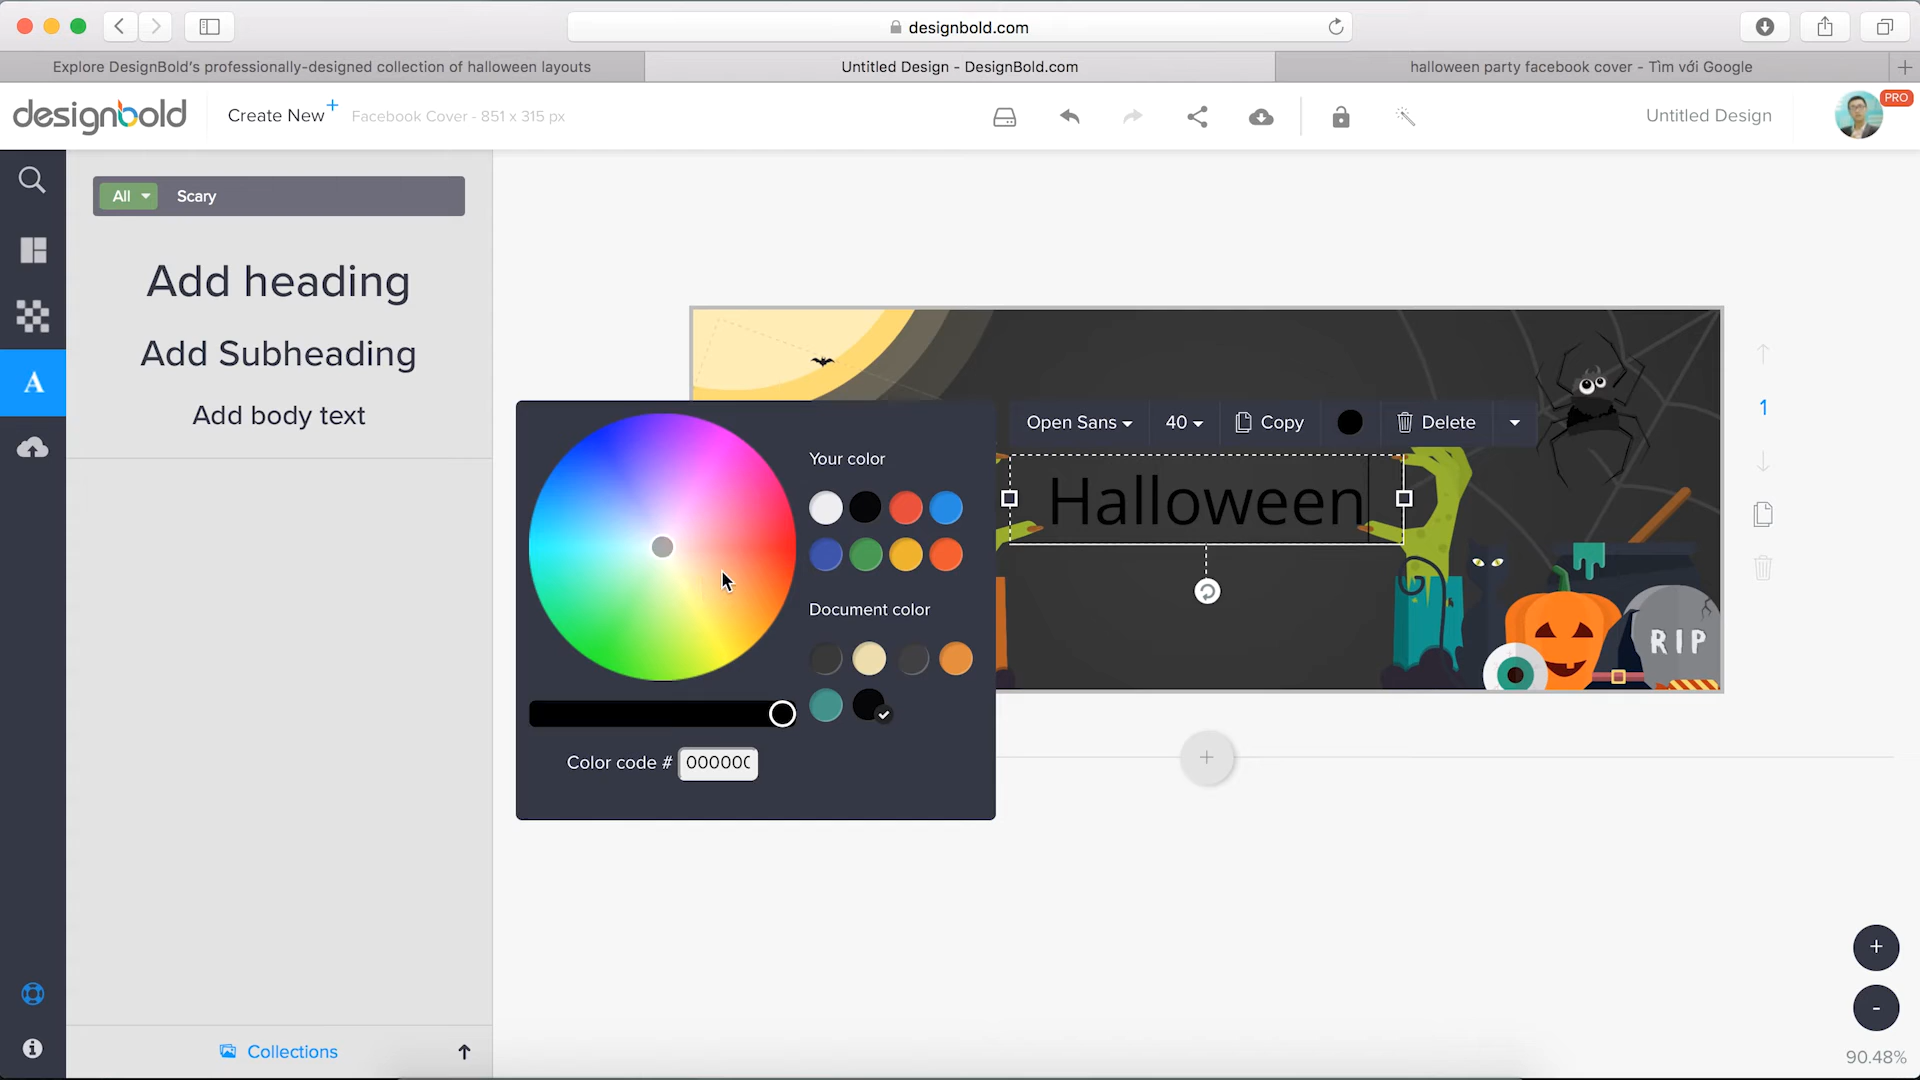 designbold.com
Explore DesignBold's professionally-designed collection of halloween layouts
Untitled Design - DesignBold.com
halloween party facebook cover - Tìm với Google
designbold
Create New
Facebook Cover - 851 x 315 px
Untitled Design
PRO
All
Scary
Add heading
Add Subheading
Add body text
Collections
Your color
Document color
Color code #
000000
Open Sans
40
Copy
Delete
Halloween
RIP
1
90.48%